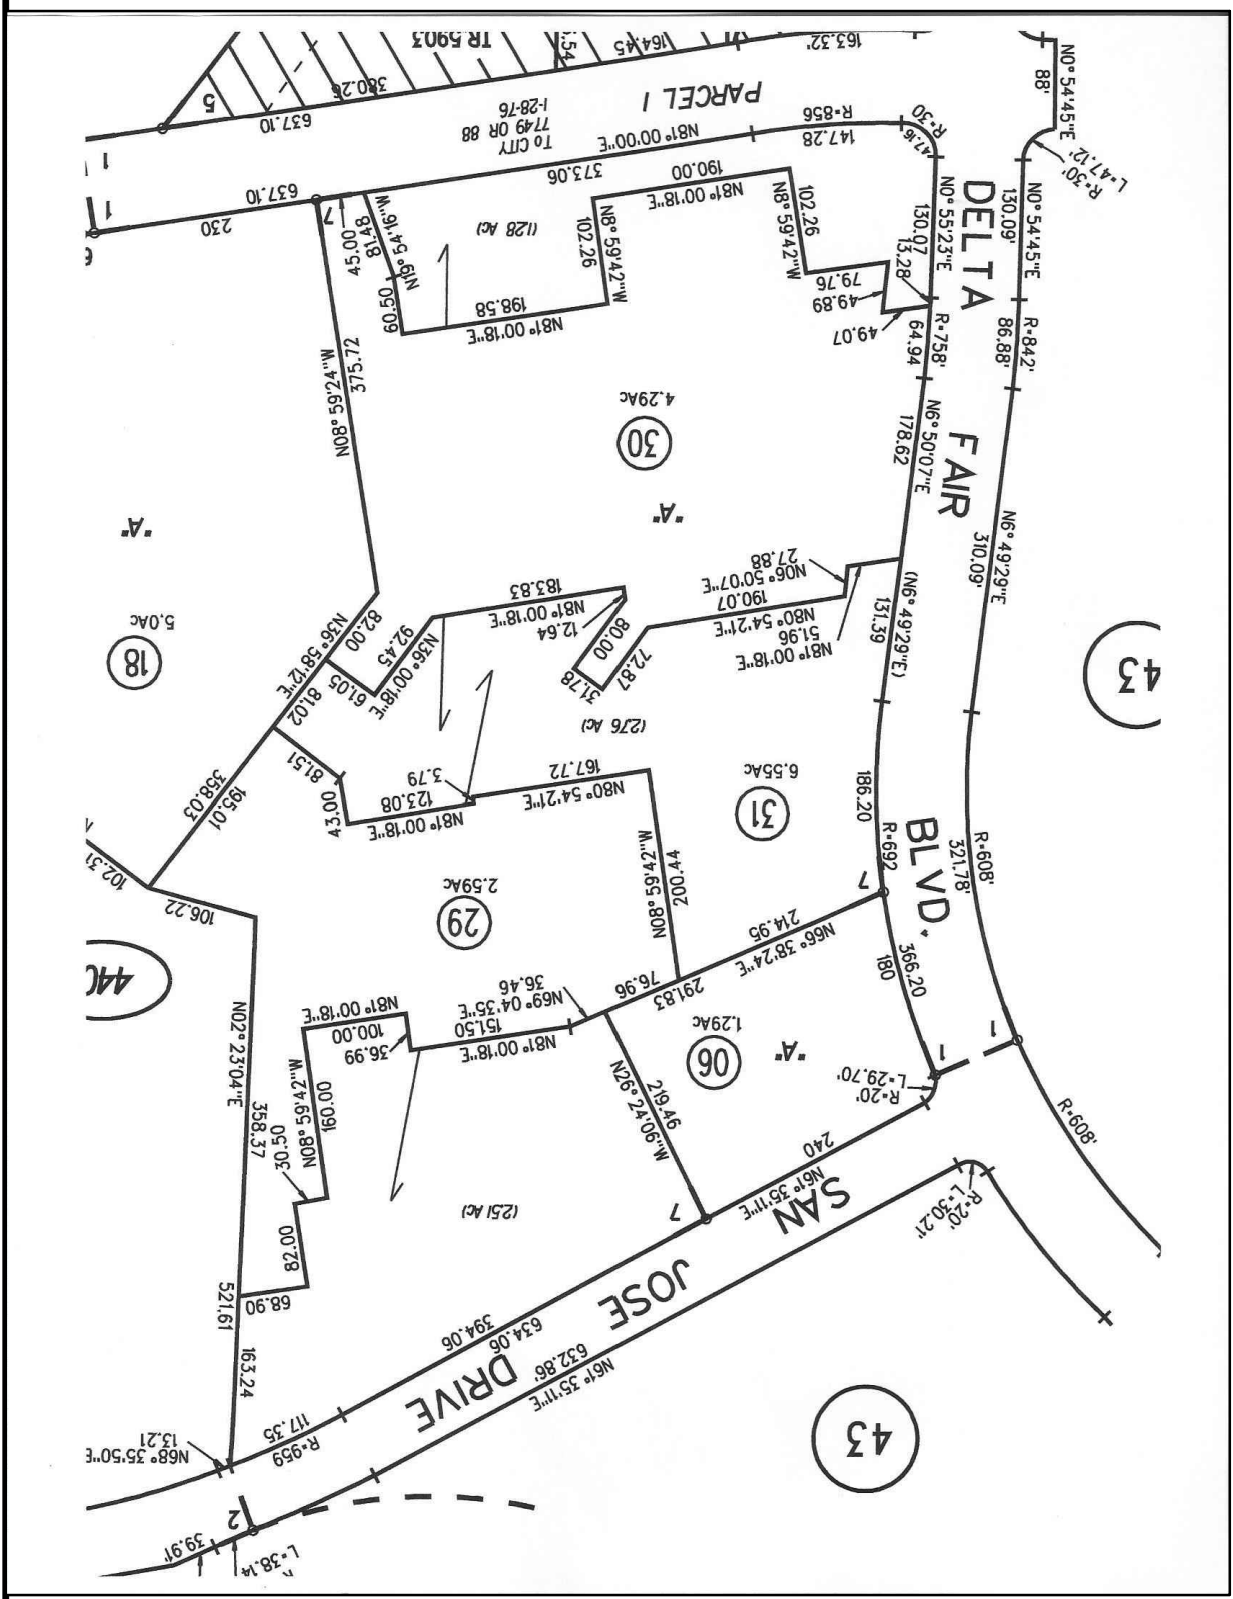 TR 5903
.54
164.45
163.32'
380.26
5
637.10
1
1
6
230
637.10
7
To CITY
7749 OR 88
1-28-76
PARCEL 1
N81° 00'00"E
373.06
R=856
147.28
R=30
47.16
N0° 54'45"E
88'
R=30'
L=47.12'
45.00
81.48
N19° 54'16"W
60.50
(1.28 Ac)
198.58
N81° 00'18"E
N8° 59'42"W
102.26
190.00
N81° 00'18"E
102.26
N8° 59'42"W
79.76
49.89
49.07
13.28
N0° 55'23"E
130.07
N0° 54'45"E
130.09'
R=758'
64.94
R=842'
86.88'
N08° 59'24"W
375.72
4.29Ac
30
"A"
N6° 50'07"E
178.62
N6° 49'29"E
310.09'
DELTA FAIR BLVD.
"A"
5.0Ac
18
N36° 58'12"E
82.00
81.02
358.03
195.01
61.05
92.45
N36° 00'18"E
183.83
N81° 00'18"E
12.64
80.00
31.78
72.87
27.88
N06° 50'07"E
190.07
N80° 54'21"E
51.96
N81° 00'18"E
(N6° 49'29"E)
131.39
43
(2.76 Ac)
81.51
43.00
3.79
123.08
N81° 00'18"E
167.72
N80° 54'21"E
6.55Ac
31
186.20
R=692
R=608'
321.78'
7
N08° 59'42"W
200.44
2.59Ac
29
102.31
106.22
440
214.95
N66° 38'24"E
76.96
291.83
36.46
N69° 04'35"E
151.50
N81° 00'18"E
N81° 00'18"E
100.00
36.99
366.20
180
1.29Ac
06
"A"
1
1
R=20'
L=29.70'
R=608'
N02° 23'04"E
358.37
N08° 59'42"W
160.00
30.50
82.00
68.90
521.61
163.24
219.46
N26° 24'06"W
240
N61° 35'11"E
7
(2.51 Ac)
R=20'
L=30.21'
SAN JOSE DRIVE
394.06
634.06
632.86'
N61° 35'11"E
117.35
R=959
N68° 35'50"E
13.21
2
39.91'
L=38.14
43